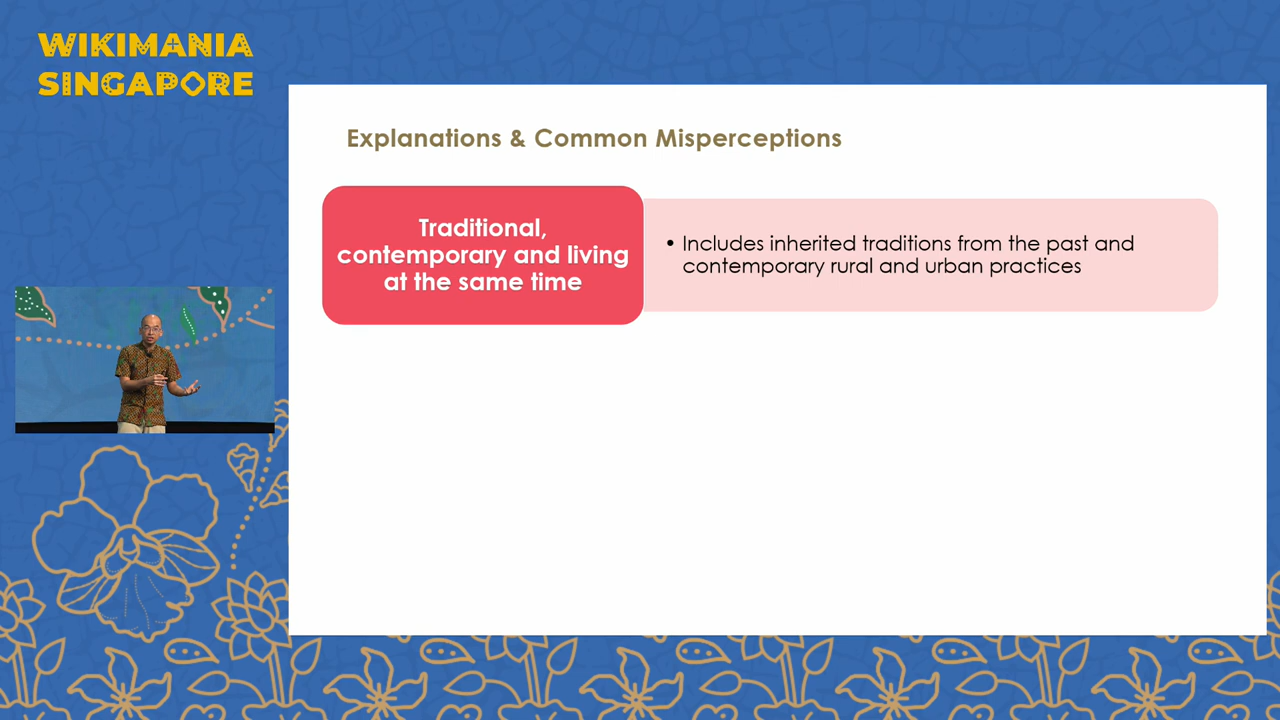 WIKIMANIA
SINGAPORE
Explanations & Common Misperceptions
Traditional,
contemporary and living
at the same time
• Includes inherited traditions from the past and
contemporary rural and urban practices